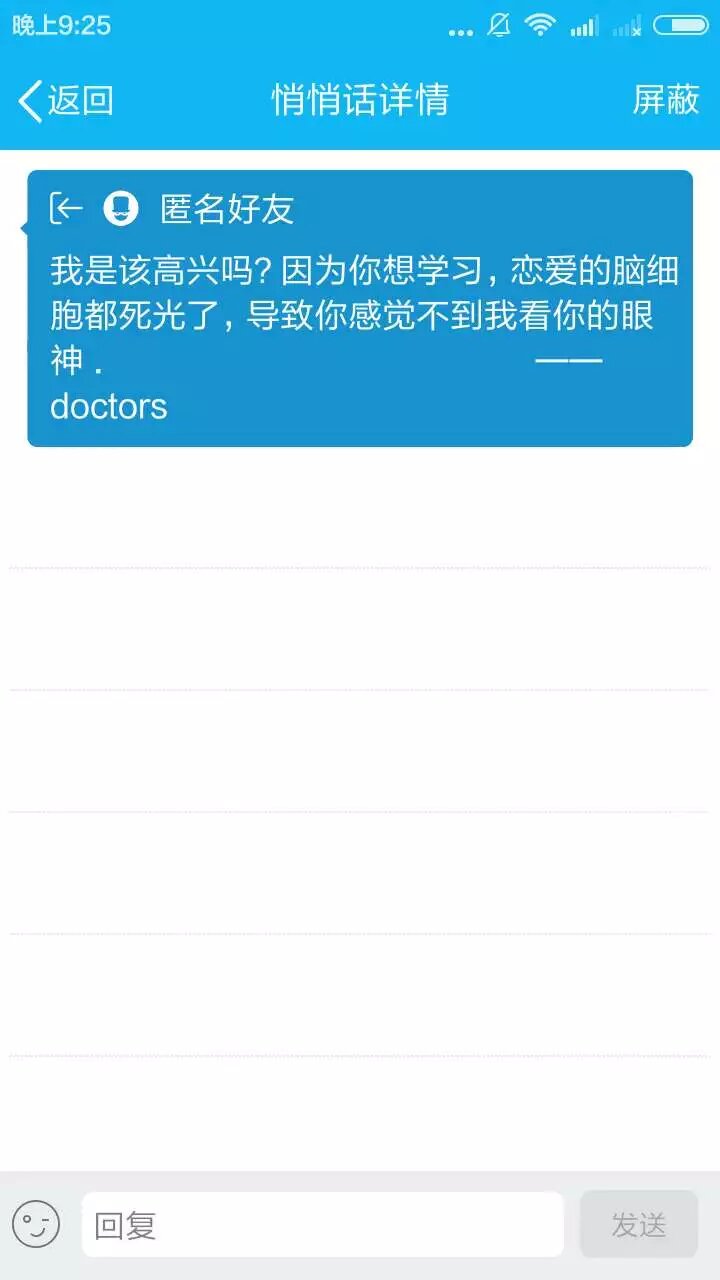 晚上9:25
返回 悄悄话详情 屏蔽
匿名好友
我是该高兴吗？因为你想学习，恋爱的脑细
胞都死光了，导致你感觉不到我看你的眼
神． ——
doctors
回复 发送